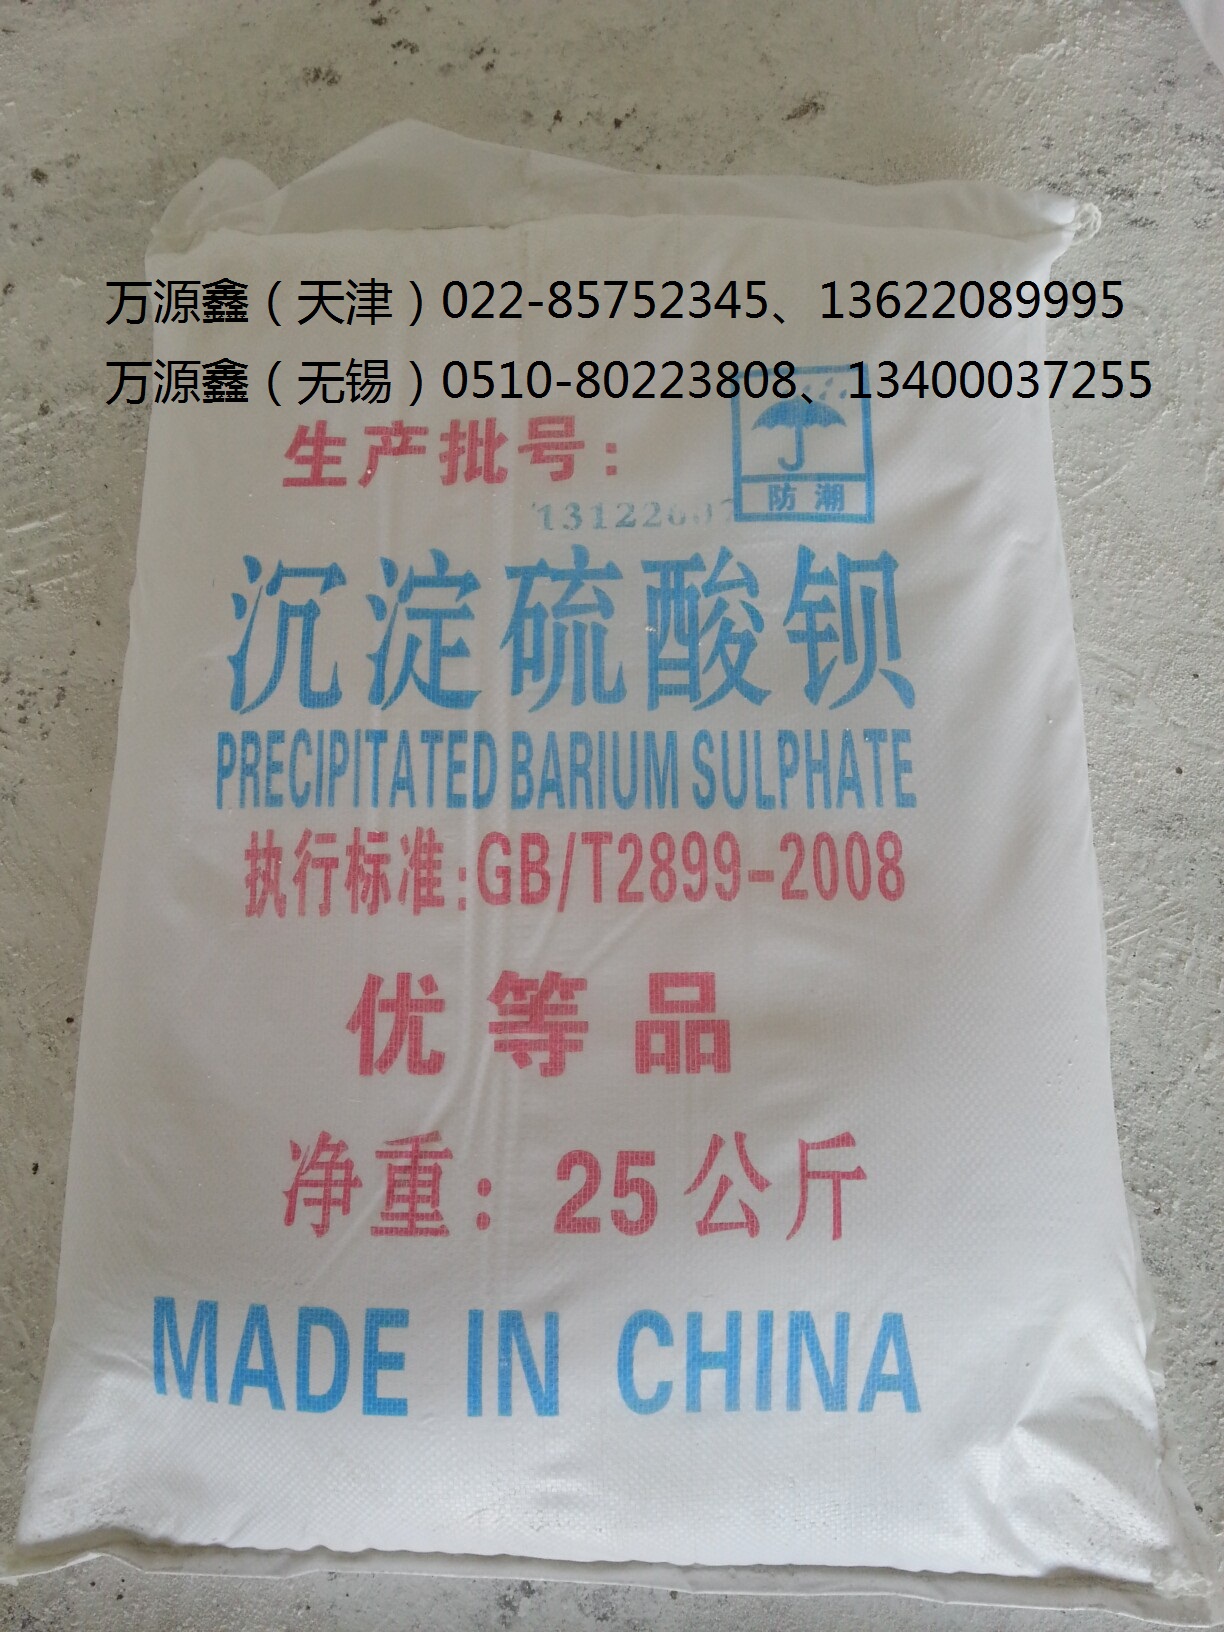 万源鑫（天津）022-85752345、13622089995
万源鑫（无锡）0510-80223808、13400037255
生产批号：
防潮
沉淀硫酸钡
PRECIPITATED BARIUM SULPHATE
执行标准:GB/T2899-2008
优等品
净重：25公斤
MADE IN CHINA